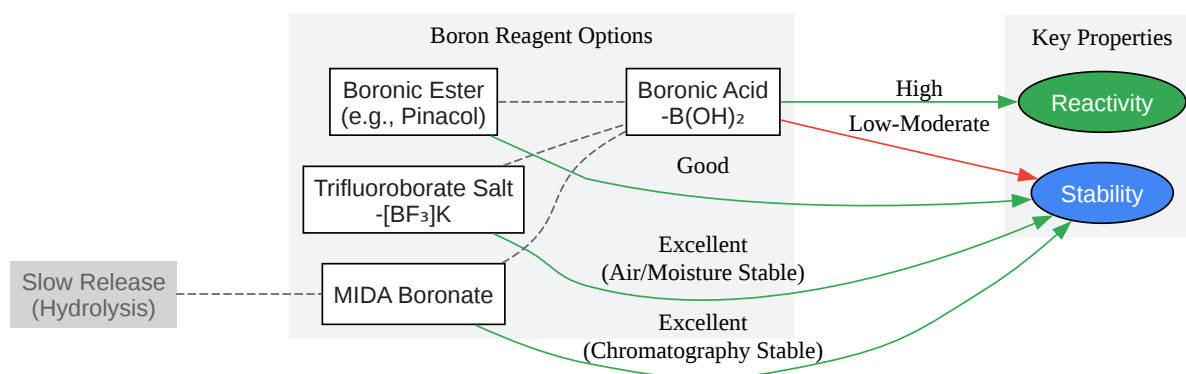 Boron Reagent Options
Key Properties
Boronic Ester
(e.g., Pinacol)
Boronic Acid
-B(OH)₂
High
Reactivity
Low-Moderate
Good
Trifluoroborate Salt
-[BF₃]K
Stability
Excellent
(Air/Moisture Stable)
Slow Release
(Hydrolysis)
MIDA Boronate
Excellent
(Chromatography Stable)